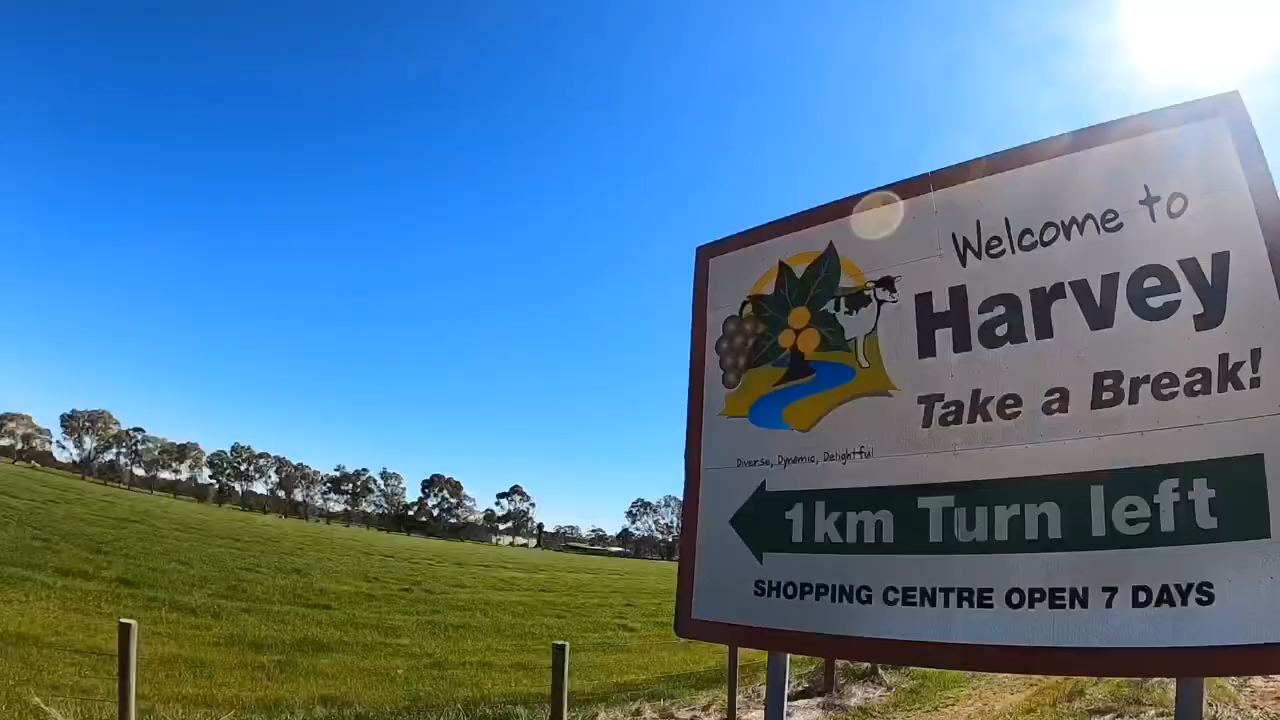 Welcome to
Harvey
Take a Break!
Diverse, Dynamic, Delightful
1km Turn left
SHOPPING CENTRE OPEN 7 DAYS